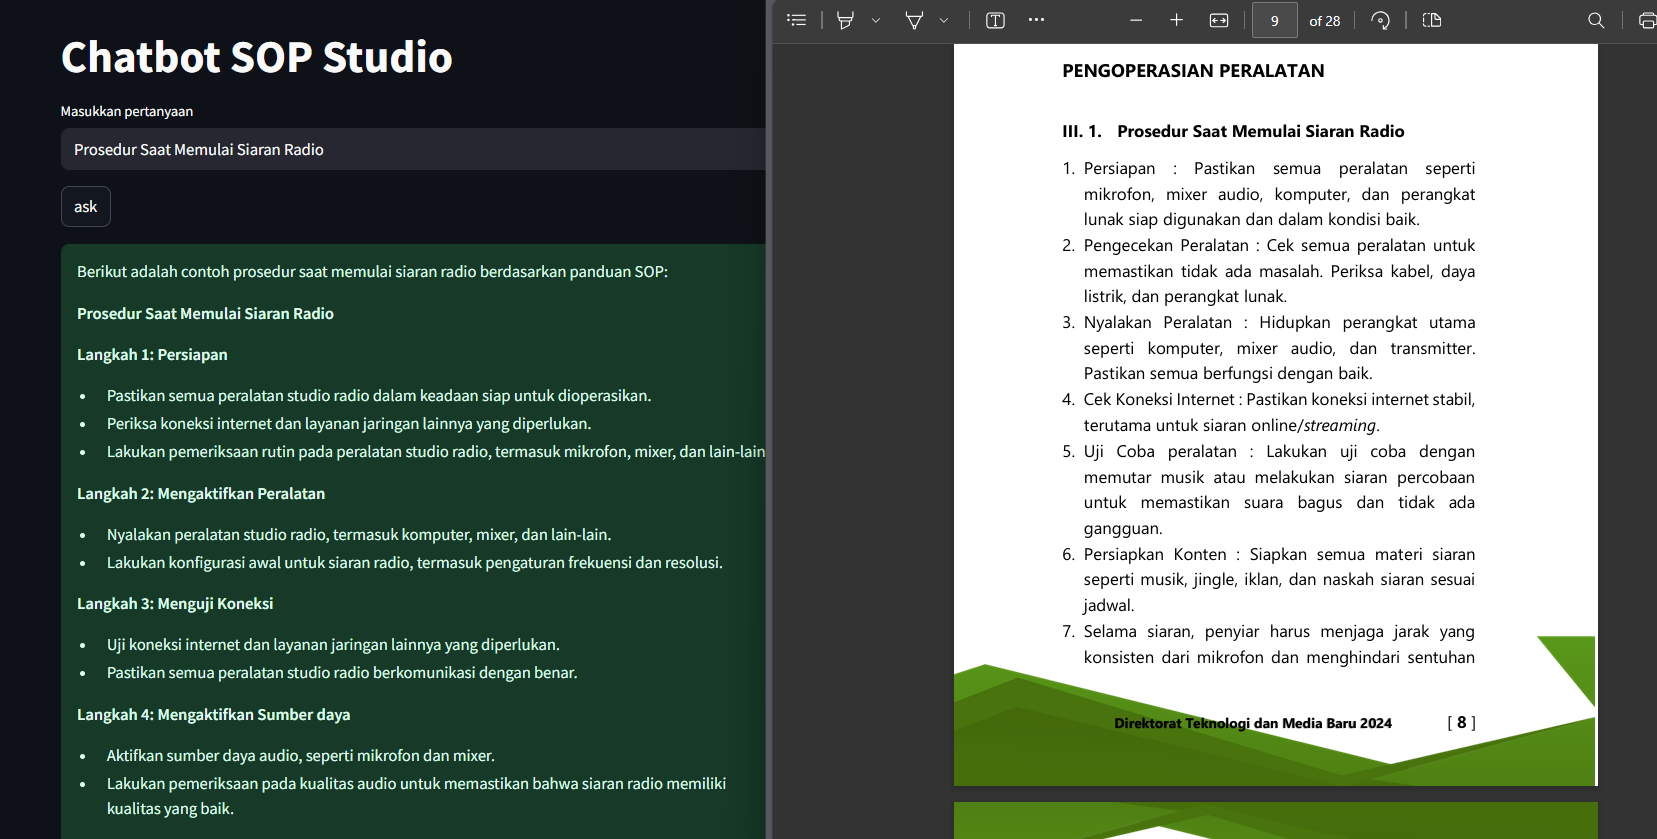 Chatbot SOP Studio
Masukkan pertanyaan
Prosedur Saat Memulai Siaran Radio
ask
Berikut adalah contoh prosedur saat memulai siaran radio berdasarkan panduan SOP:
Prosedur Saat Memulai Siaran Radio
Langkah 1: Persiapan
• Pastikan semua peralatan studio radio dalam keadaan siap untuk dioperasikan.
• Periksa koneksi internet dan layanan jaringan lainnya yang diperlukan.
• Lakukan pemeriksaan rutin pada peralatan studio radio, termasuk mikrofon, mixer, dan lain-lain
Langkah 2: Mengaktifkan Peralatan
• Nyalakan peralatan studio radio, termasuk komputer, mixer, dan lain-lain.
• Lakukan konfigurasi awal untuk siaran radio, termasuk pengaturan frekuensi dan resolusi.
Langkah 3: Menguji Koneksi
• Uji koneksi internet dan layanan jaringan lainnya yang diperlukan.
• Pastikan semua peralatan studio radio berkomunikasi dengan benar.
Langkah 4: Mengaktifkan Sumber daya
• Aktifkan sumber daya audio, seperti mikrofon dan mixer.
• Lakukan pemeriksaan pada kualitas audio untuk memastikan bahwa siaran radio memiliki
kualitas yang baik.
9 of 28
PENGOPERASIAN PERALATAN
III. 1. Prosedur Saat Memulai Siaran Radio
1. Persiapan : Pastikan semua peralatan seperti
mikrofon, mixer audio, komputer, dan perangkat
lunak siap digunakan dan dalam kondisi baik.
2. Pengecekan Peralatan : Cek semua peralatan untuk
memastikan tidak ada masalah. Periksa kabel, daya
listrik, dan perangkat lunak.
3. Nyalakan Peralatan : Hidupkan perangkat utama
seperti komputer, mixer audio, dan transmitter.
Pastikan semua berfungsi dengan baik.
4. Cek Koneksi Internet : Pastikan koneksi internet stabil,
terutama untuk siaran online/streaming.
5. Uji Coba peralatan : Lakukan uji coba dengan
memutar musik atau melakukan siaran percobaan
untuk memastikan suara bagus dan tidak ada
gangguan.
6. Persiapkan Konten : Siapkan semua materi siaran
seperti musik, jingle, iklan, dan naskah siaran sesuai
jadwal.
7. Selama siaran, penyiar harus menjaga jarak yang
konsisten dari mikrofon dan menghindari sentuhan
Direktorat Teknologi dan Media Baru 2024 [ 8 ]